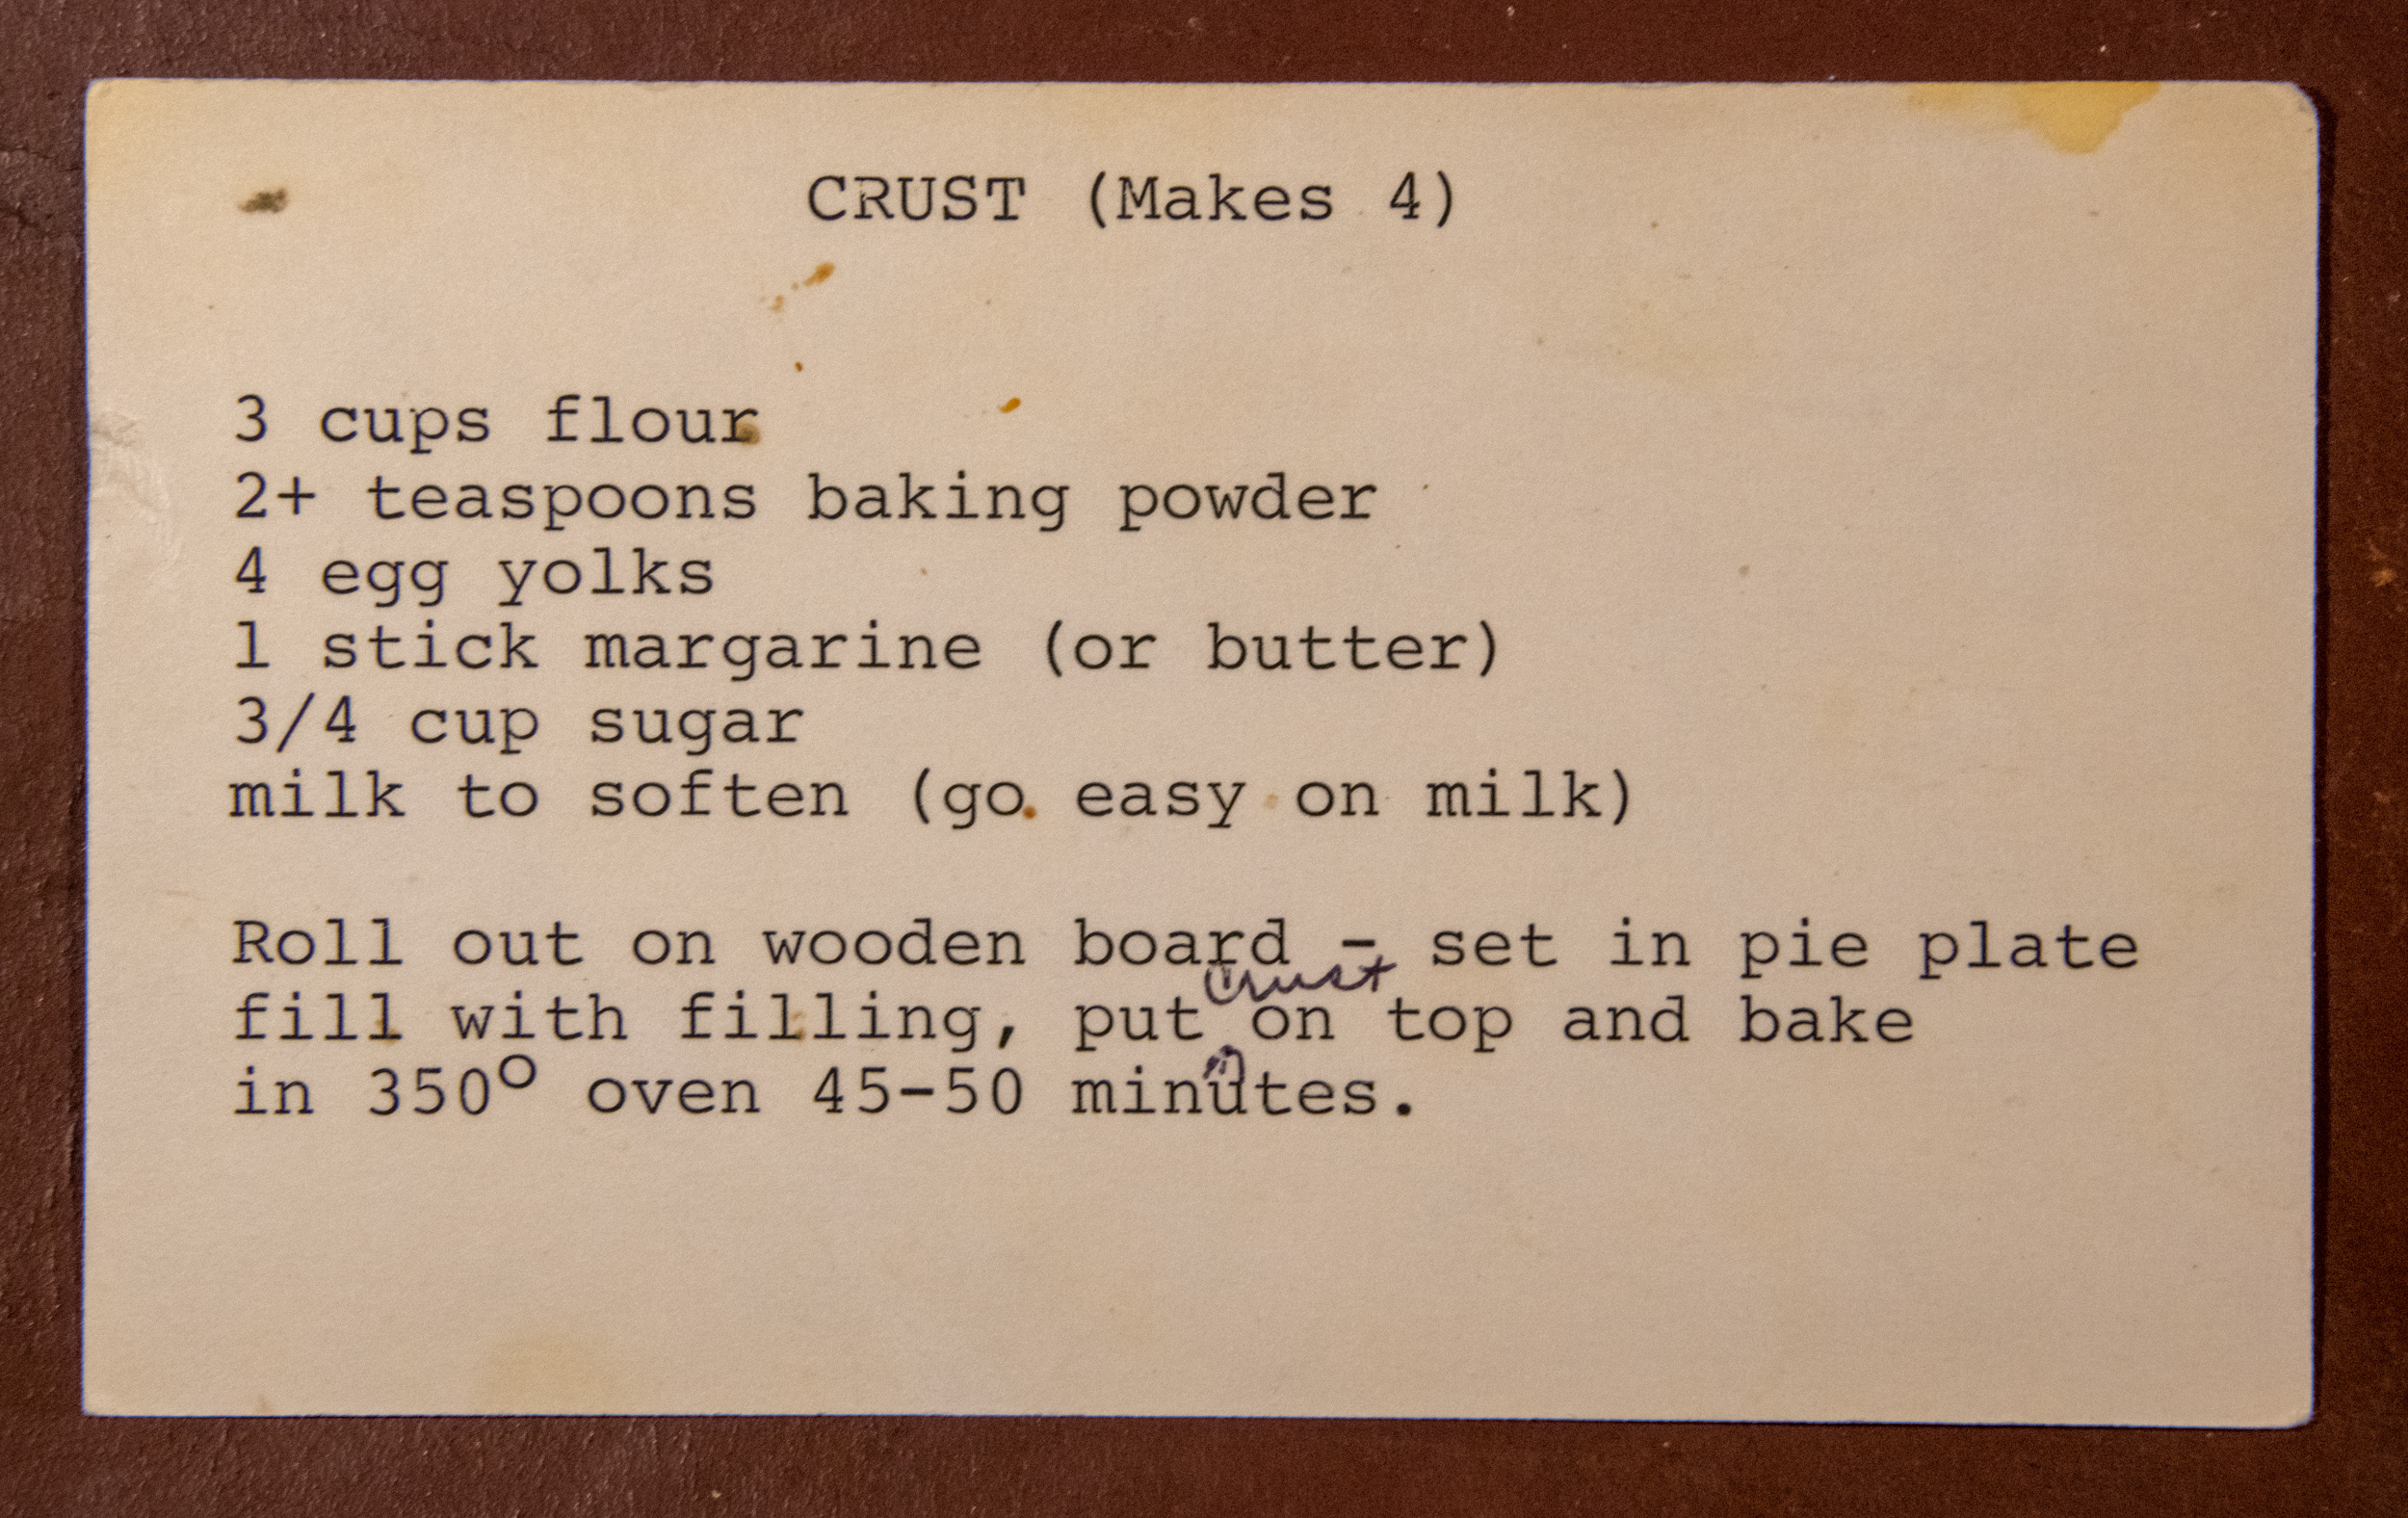 CRUST (Makes 4)
3 cups flour
2+ teaspoons baking powder
4 egg yolks
1 stick margarine (or butter)
3/4 cup sugar
milk to soften (go easy on milk)
Roll out on wooden board - set in pie plate
fill with filling, put crust on top and bake
in 350° oven 45-50 minutes.